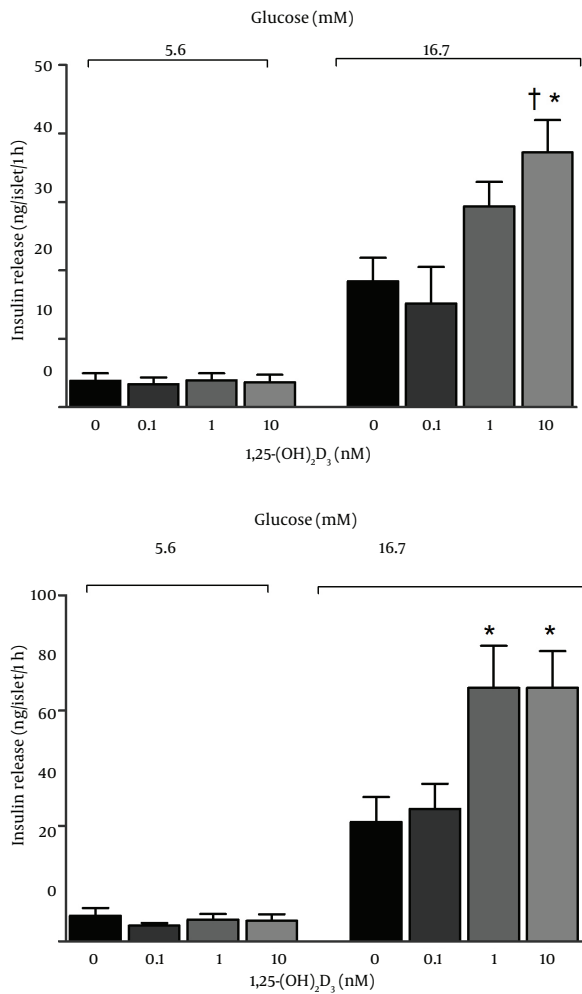 Glucose (mM)
5.6 16.7
50
40
30
20
10
0
Insulin release (ng/islet/1 h)
† *
0 0.1 1 10 0 0.1 1 10
1,25-(OH)₂D₃ (nM)
Glucose (mM)
5.6 16.7
100
80
60
40
20
0
Insulin release (ng/islet/1 h)
* *
0 0.1 1 10 0 0.1 1 10
1,25-(OH)₂D₃ (nM)